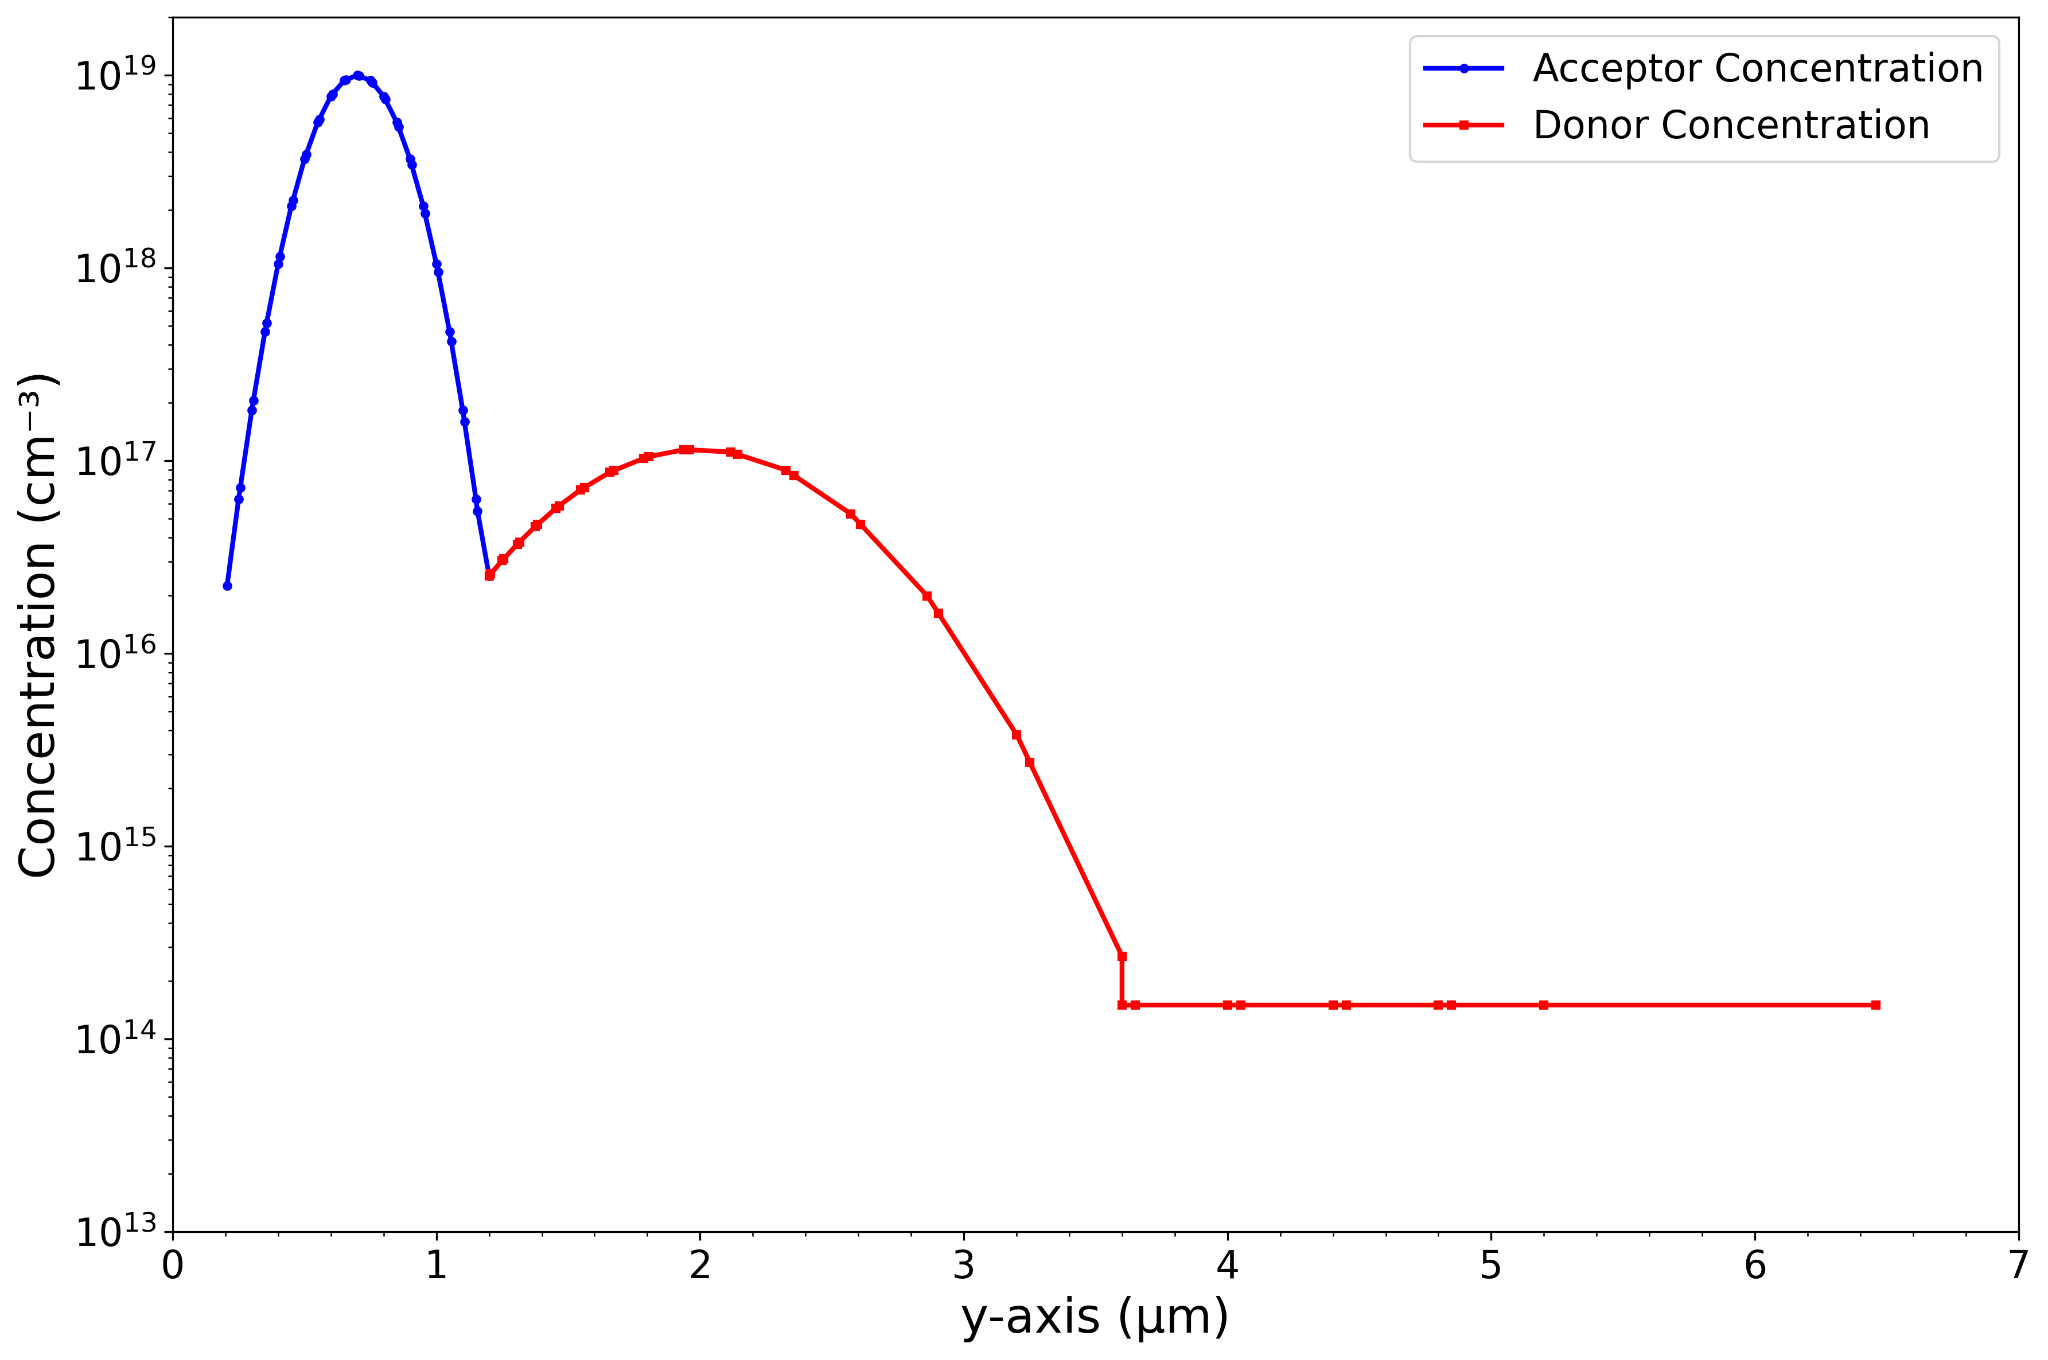 Acceptor Concentration
Donor Concentration
Concentration (cm⁻³)
10¹⁹
10¹⁸
10¹⁷
10¹⁶
10¹⁵
10¹⁴
10¹³
0 1 2 3 4 5 6 7
y-axis (μm)